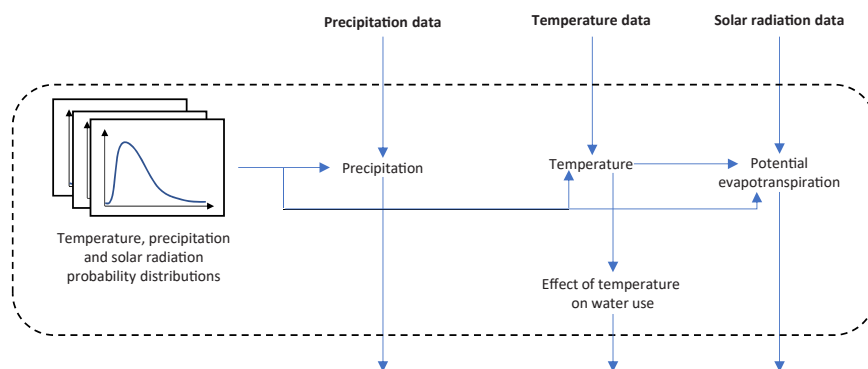 Precipitation data
Temperature data
Solar radiation data
Precipitation
Temperature
Potential
evapotranspiration
Temperature, precipitation
and solar radiation
probability distributions
Effect of temperature
on water use